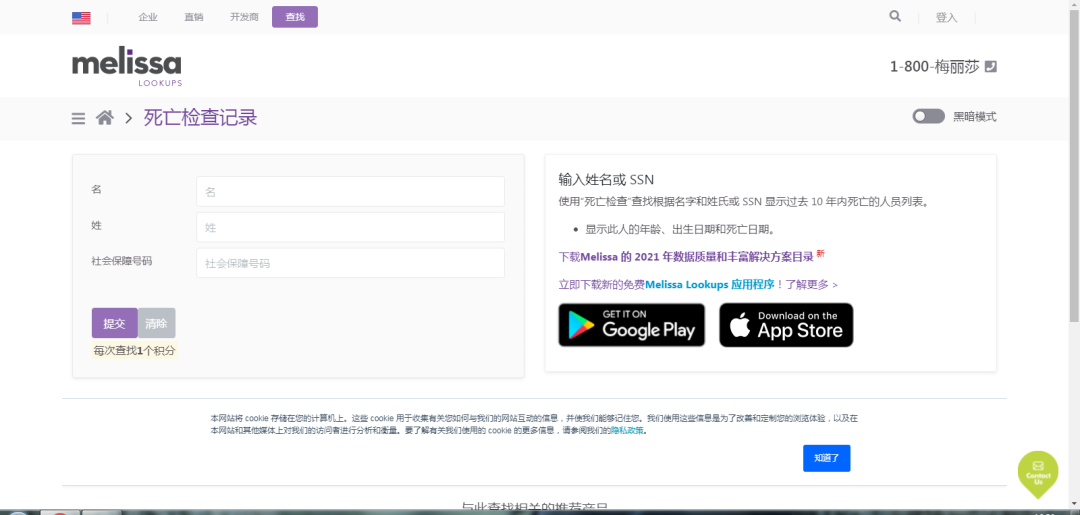 企业 直销 开发商 查找 登入
melissa
LOOKUPS
1-800-梅丽莎
死亡检查记录
黑暗模式
名 名
姓 姓
社会保障号码 社会保障号码
提交 清除
每次查找1个积分
输入姓名或 SSN
使用“死亡检查”查找根据名字和姓氏或 SSN 显示过去 10 年内死亡的人员列表。
显示此人的年龄、出生日期和死亡日期。
下载Melissa 的 2021 年数据质量和丰富解决方案目录 新
立即下载新的免费Melissa Lookups 应用程序！了解更多 >
GET IT ON
Google Play
Download on the
App Store
本网站将 cookie 存储在您的计算机上。这些 cookie 用于收集有关您如何与我们的网站互动的信息，并使我们能够记住您。我们使用这些信息是为了改善和定制您的浏览体验，以及在
本网站和其他媒体上对我们的访问者进行分析和衡量。要了解有关我们使用的 cookie 的更多信息，请参阅我们的隐私政策。
知道了
Contact
Us
与此查找相关的推荐产品